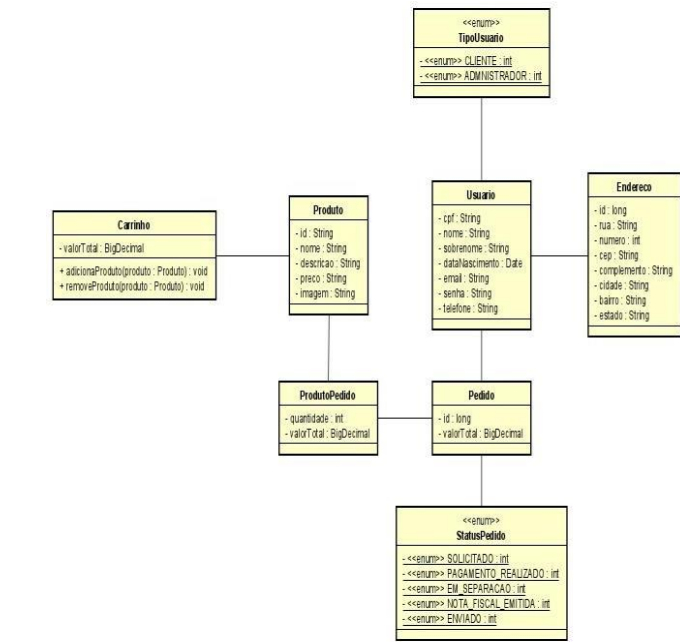 <<enum>>
TipoUsuario
- <<enum>> CLIENTE : int
- <<enum>> ADMNISTRADOR : int
Carrinho
- valorTotal : BigDecimal
+ adicionaProduto(produto : Produto) : void
+ removeProduto(produto : Produto) : void
Produto
- id : String
- nome : String
- descricao : String
- preco : String
- imagem : String
Usuario
- cpf : String
- nome : String
- sobrenome : String
- dataNascimento : Date
- email : String
- senha : String
- telefone : String
Endereco
- id : long
- rua : String
- numero : int
- cep : String
- complemento : String
- cidade : String
- bairro : String
- estado : String
ProdutoPedido
- quantidade : int
- valorTotal : BigDecimal
Pedido
- id : long
- valorTotal : BigDecimal
<<enum>>
StatusPedido
- <<enum>> SOLICITADO : int
- <<enum>> PAGAMENTO_REALIZADO : int
- <<enum>> EM_SEPARACAO : int
- <<enum>> NOTA_FISCAL_EMITIDA : int
- <<enum>> ENVIADO : int